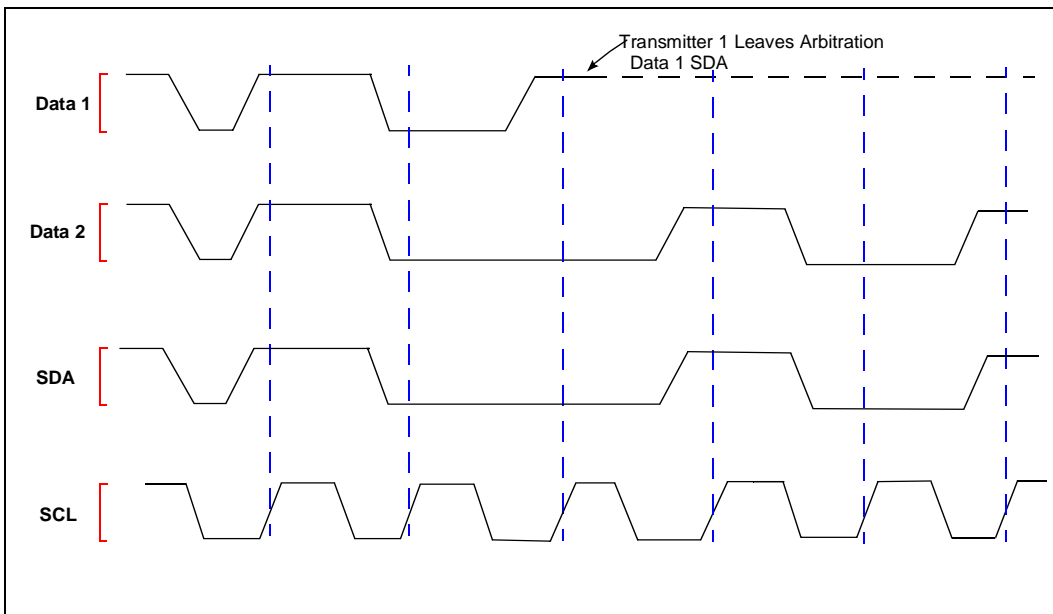 Transmitter 1 Leaves Arbitration
Data 1 SDA
Data 1
Data 2
SDA
SCL